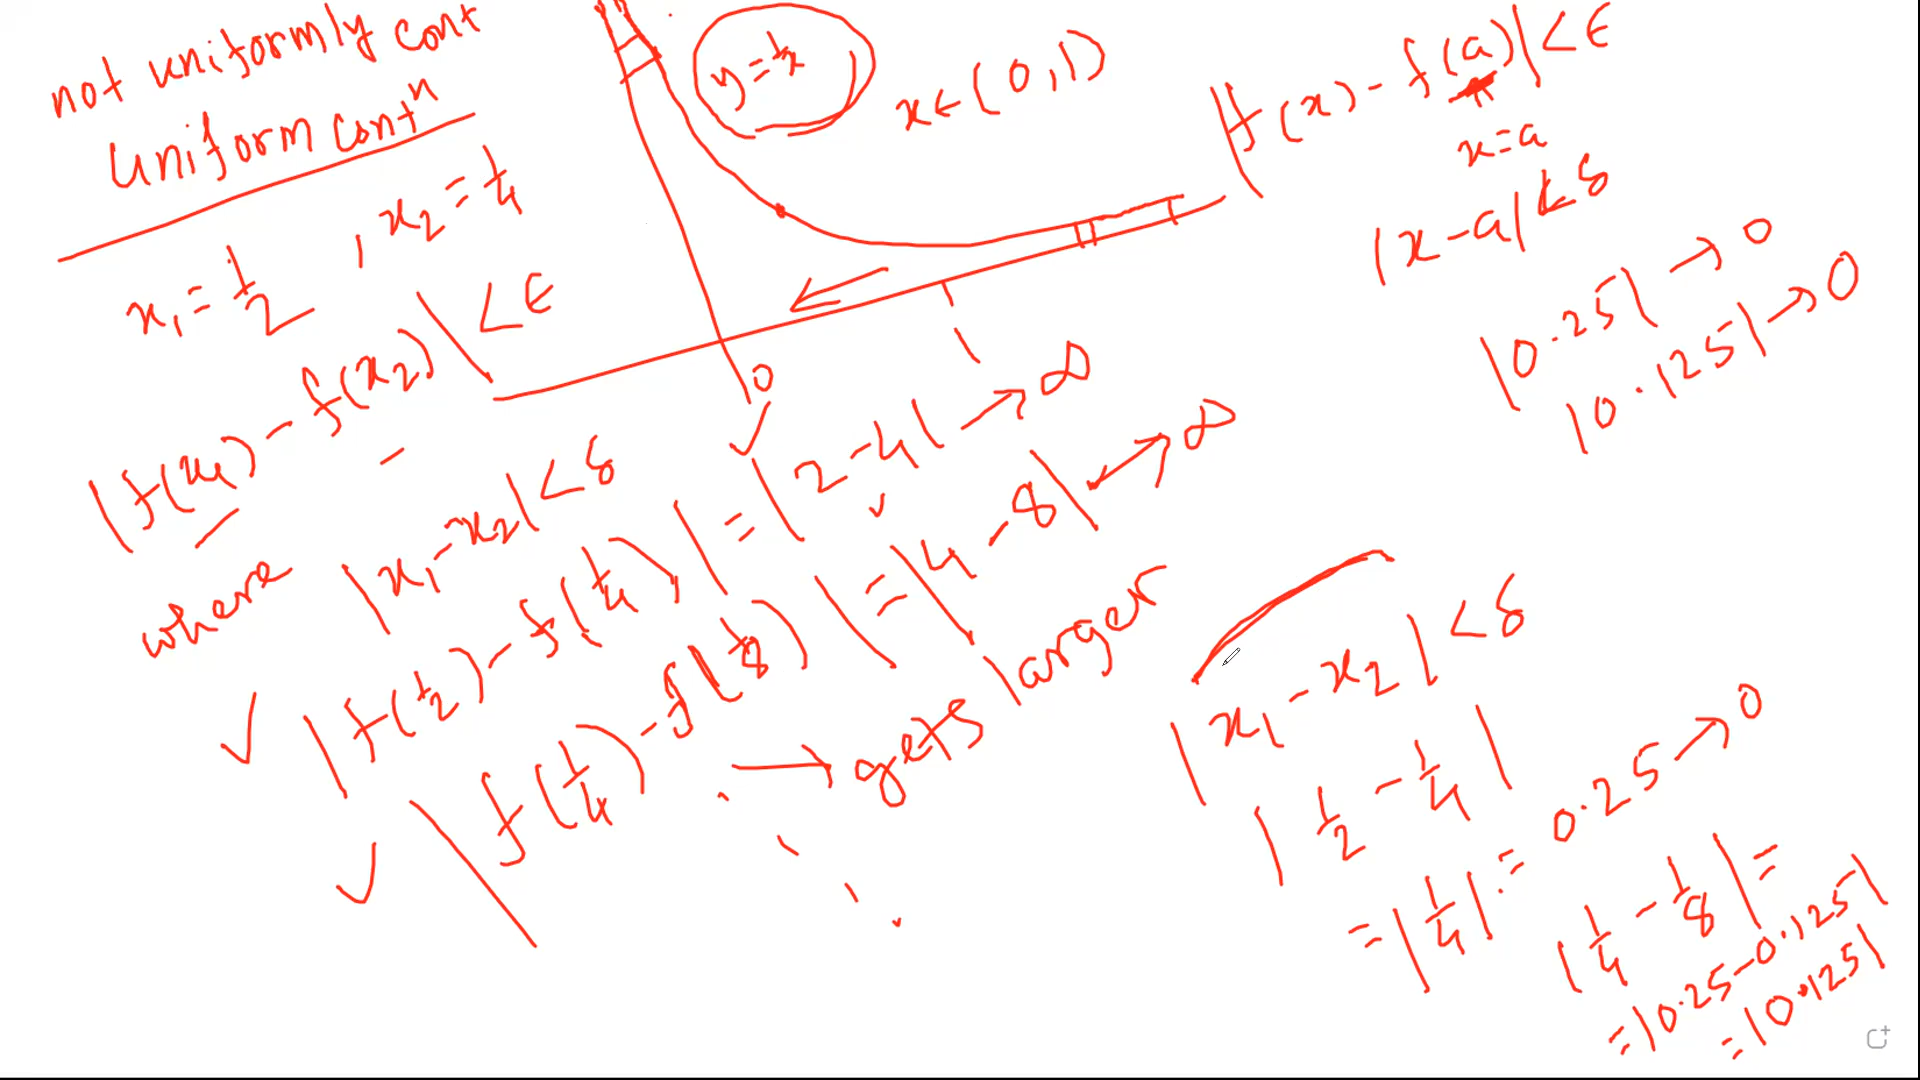 not uniformly cont
Uniform contⁿ
x₁ = 1/2 , x₂ = 1/4
|f(x₁) - f(x₂)| < ε
where |x₁ - x₂| < δ
|f(1/2) - f(1/4)| = |2 - 4| → ∞
|f(1/4) - f(1/8)| = |4 - 8| → ∞
→ gets larger
y = 1/x
x ∈ (0,1)
0
1
|f(x) - f(a)| < ε
x = a
|x - a| < δ
|0.25| → 0
|0.125| → 0
|x₁ - x₂| < δ
|1/2 - 1/4|
= |1/4| = 0.25 → 0
|1/4 - 1/8| =
= |0.25 - 0.125|
= |0.125|